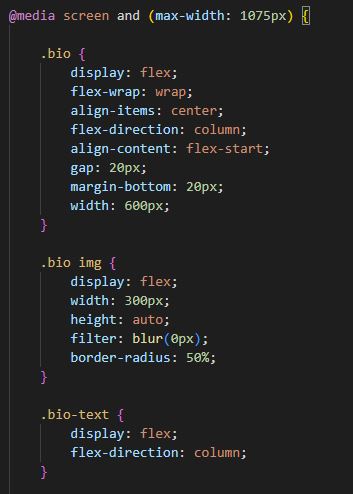 @media screen and (max-width: 1075px) {
.bio {
display: flex;
flex-wrap: wrap;
align-items: center;
flex-direction: column;
align-content: flex-start;
gap: 20px;
margin-bottom: 20px;
width: 600px;
}
.bio img {
display: flex;
width: 300px;
height: auto;
filter: blur(0px);
border-radius: 50%;
}
.bio-text {
display: flex;
flex-direction: column;
}